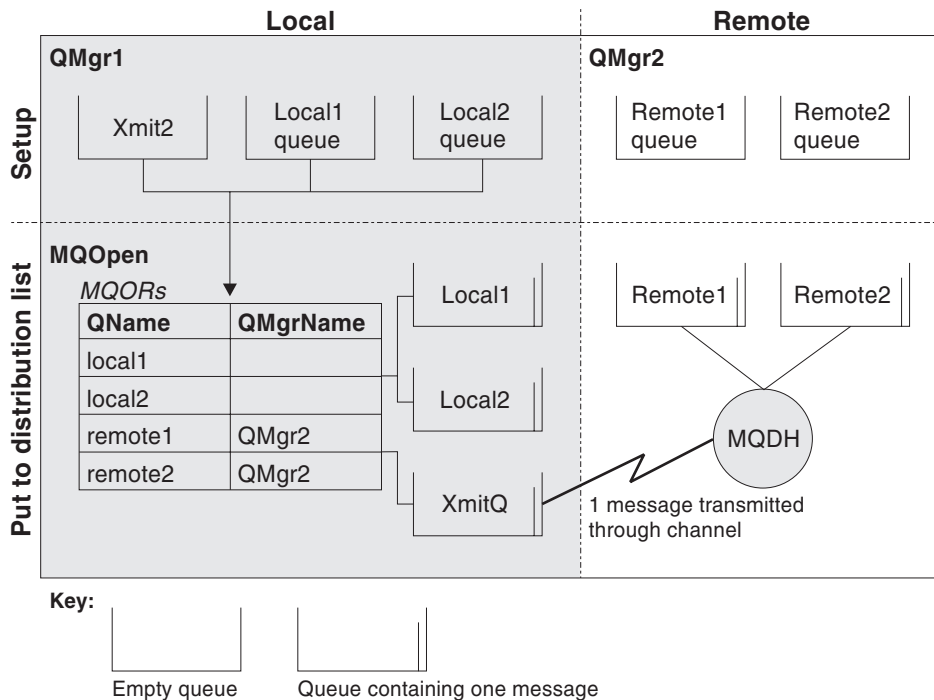 Local
Remote
Setup
QMgr1
QMgr2
Xmit2
Local1
queue
Local2
queue
Remote1
queue
Remote2
queue
Put to distribution list
MQOpen
MQORs
QName QMgrName
local1
local2
remote1 QMgr2
remote2 QMgr2
Local1
Local2
XmitQ
Remote1
Remote2
MQDH
1 message transmitted
through channel
Key:
Empty queue
Queue containing one message